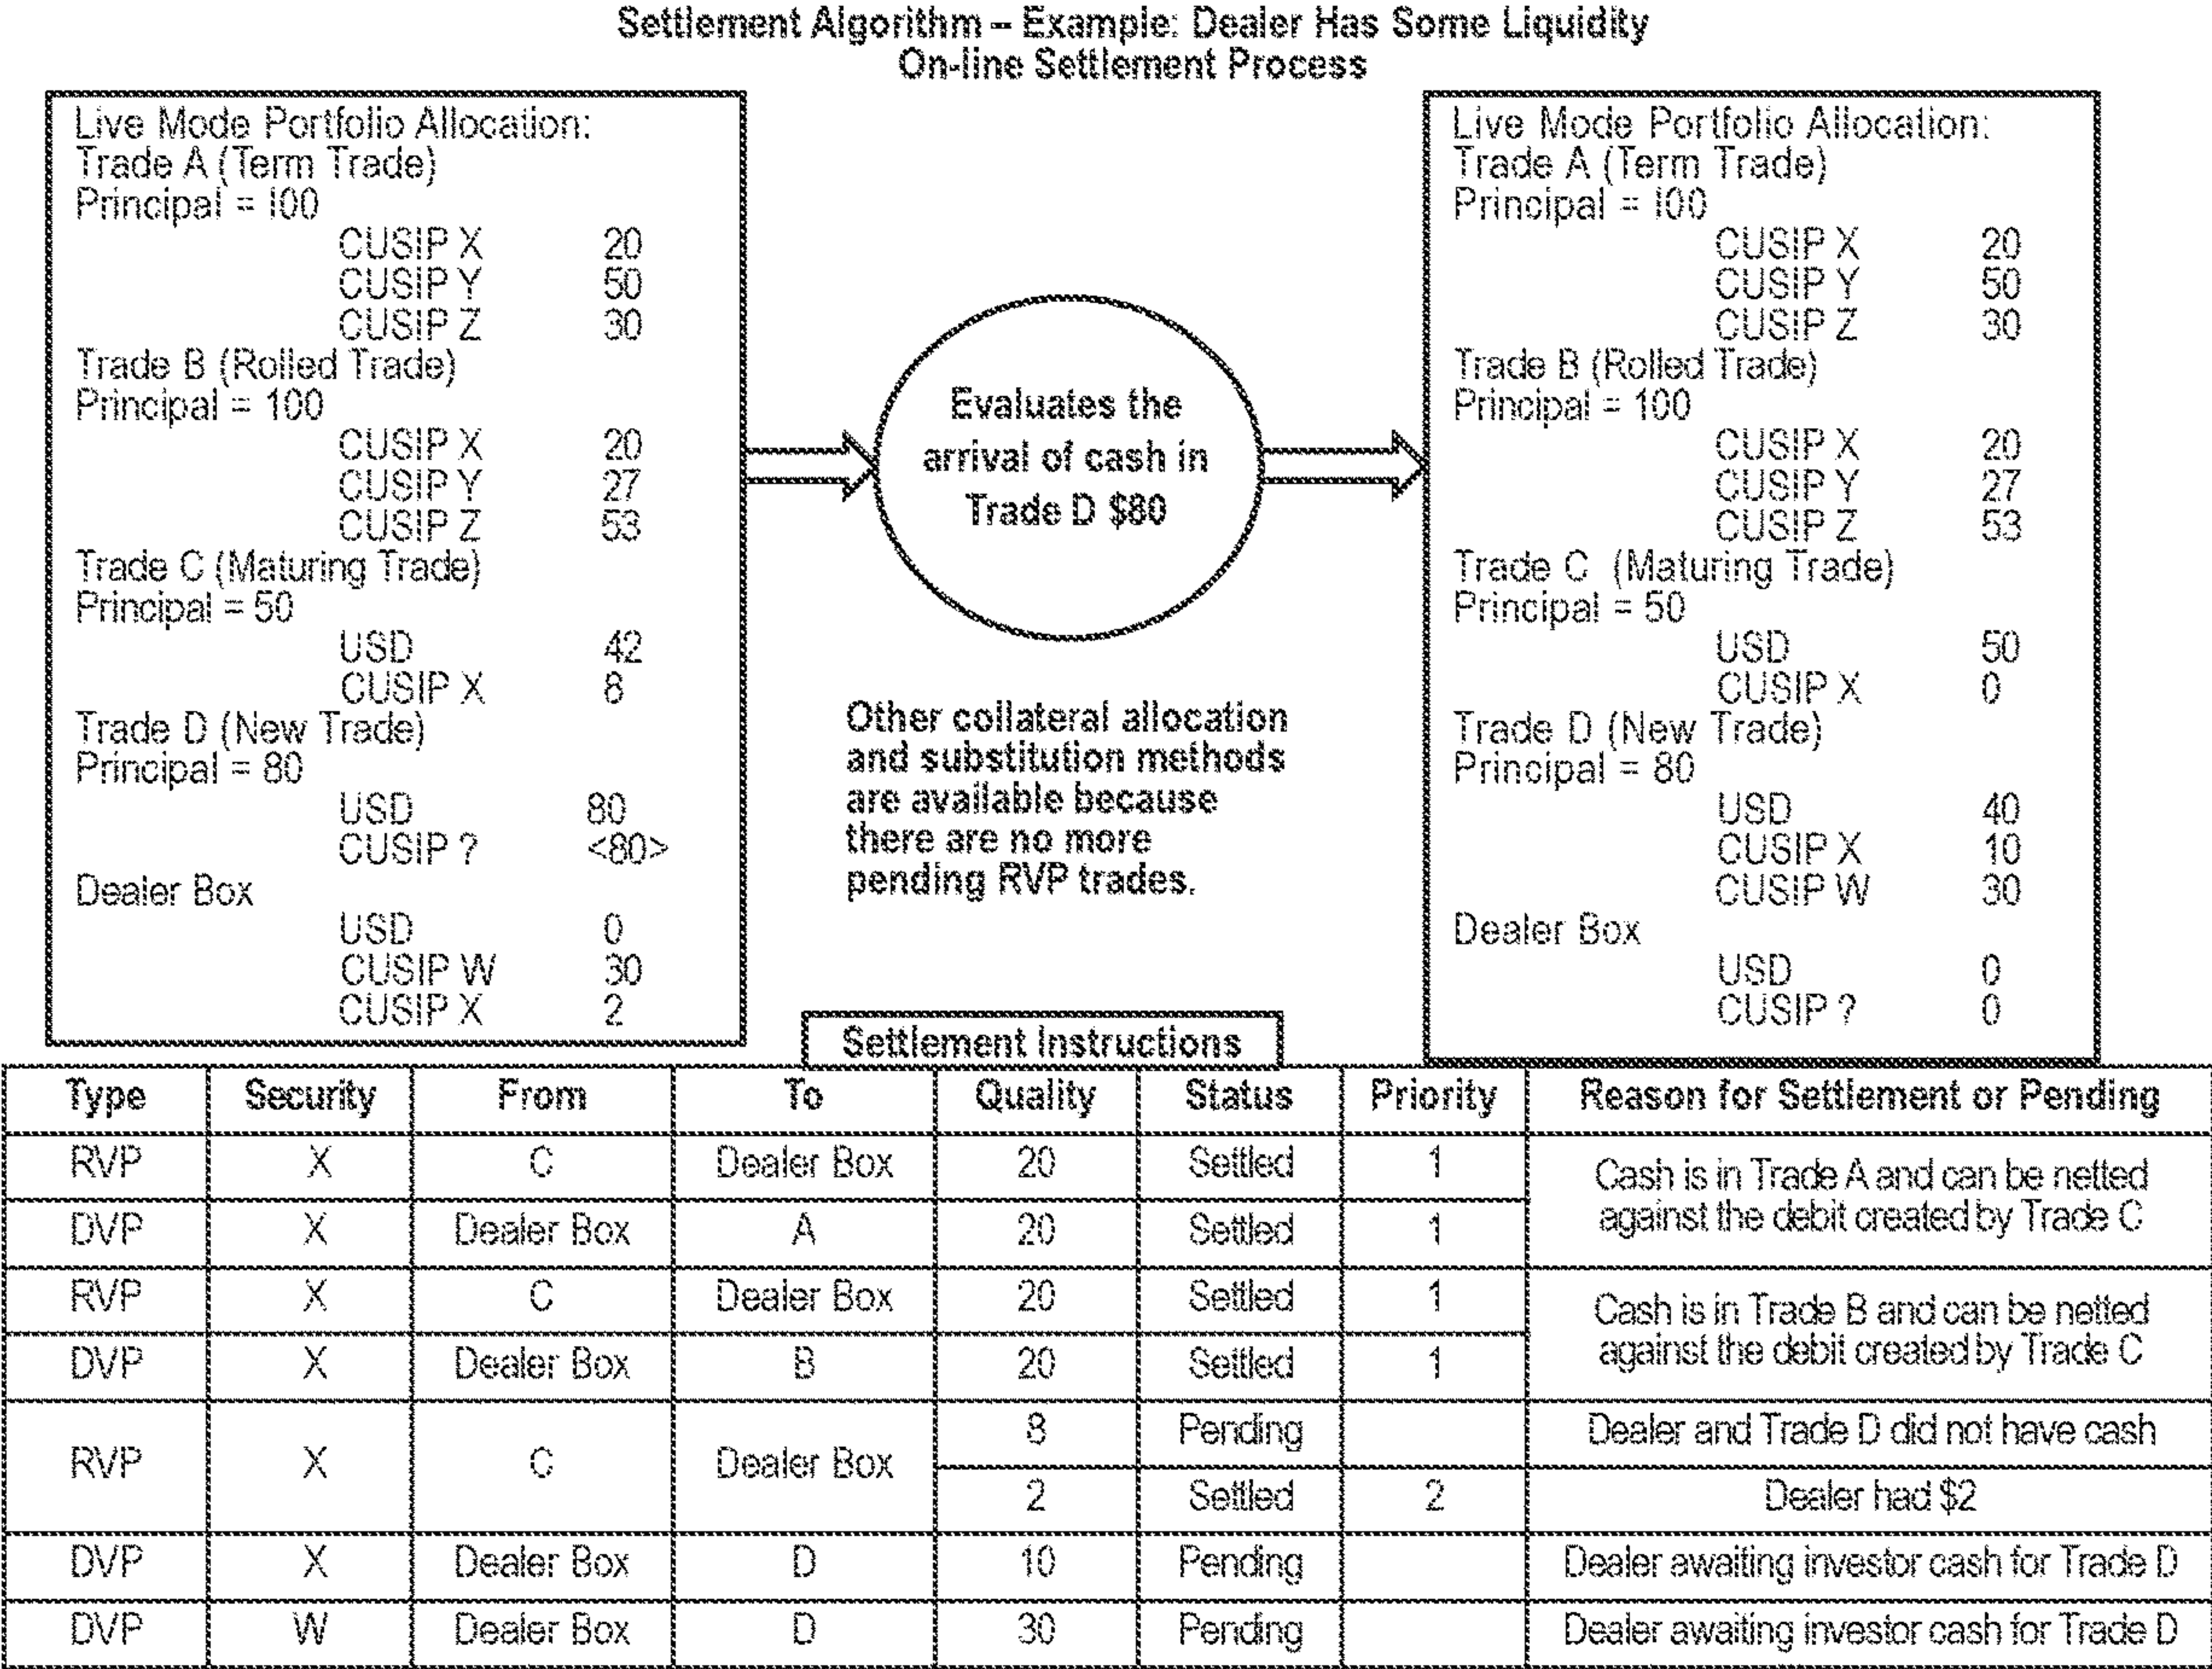 Settlement Algorithm – Example: Dealer Has Some Liquidity
On-line Settlement Process
Live Mode Portfolio Allocation:
Trade A (Term Trade)
Principal = I00
CUSIP X 20
CUSIP Y 50
CUSIP Z 30
Trade B (Rolled Trade)
Principal = 100
CUSIP X 20
CUSIP Y 27
CUSIP Z 53
Trade C (Maturing Trade)
Principal = 50
USD 42
CUSIP X 8
Trade D (New Trade)
Principal = 80
USD 80
CUSIP ? <80>
Dealer Box
USD 0
CUSIP W 30
CUSIP X 2
Evaluates the
arrival of cash in
Trade D $80
Other collateral allocation
and substitution methods
are available because
there are no more
pending RVP trades.
Live Mode Portfolio Allocation:
Trade A (Term Trade)
Principal = I00
CUSIP X 20
CUSIP Y 50
CUSIP Z 30
Trade B (Rolled Trade)
Principal = 100
CUSIP X 20
CUSIP Y 27
CUSIP Z 53
Trade C (Maturing Trade)
Principal = 50
USD 50
CUSIP X 0
Trade D (New Trade)
Principal = 80
USD 40
CUSIP X 10
CUSIP W 30
Dealer Box
USD 0
CUSIP ? 0
Settlement Instructions
Type Security From To Quality Status Priority Reason for Settlement or Pending
RVP X C Dealer Box 20 Settled 1
Cash is in Trade A and can be netted
against the debit created by Trade C
DVP X Dealer Box A 20 Settled 1
RVP X C Dealer Box 20 Settled 1
Cash is in Trade B and can be netted
against the debit created by Trade C
DVP X Dealer Box B 20 Settled 1
RVP X C Dealer Box
8 Pending Dealer and Trade D did not have cash
2 Settled 2 Dealer had $2
DVP X Dealer Box D 10 Pending Dealer awaiting investor cash for Trade D
DVP W Dealer Box D 30 Pending Dealer awaiting investor cash for Trade D